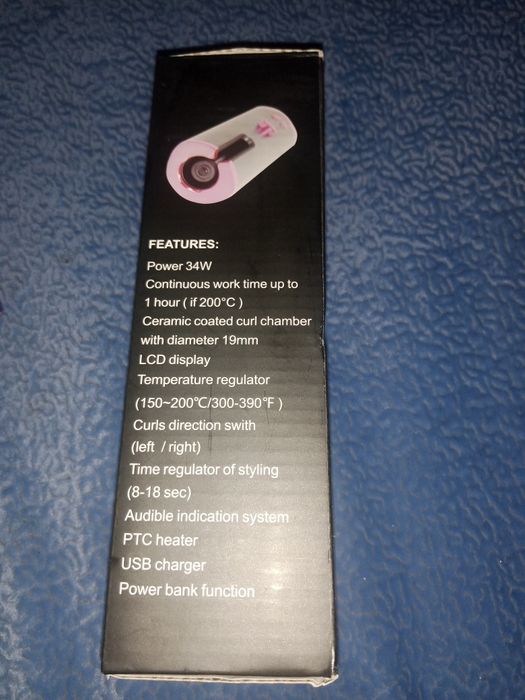 FEATURES:
Power 34W
Continuous work time up to
1 hour ( if 200°C )
Ceramic coated curl chamber
with diameter 19mm
LCD display
Temperature regulator
(150~200℃/300-390°F )
Curls direction swith
(left / right)
Time regulator of styling
(8-18 sec)
Audible indication system
PTC heater
USB charger
Power bank function